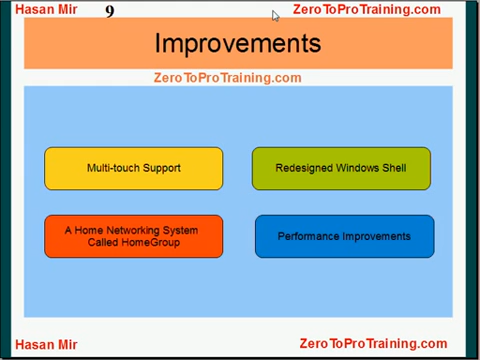 Hasan Mir 9 ZeroToProTraining.com
Improvements
ZeroToProTraining.com
Multi-touch Support
Redesigned Windows Shell
A Home Networking System
Called HomeGroup
Performance Improvements
Hasan Mir ZeroToProTraining.com